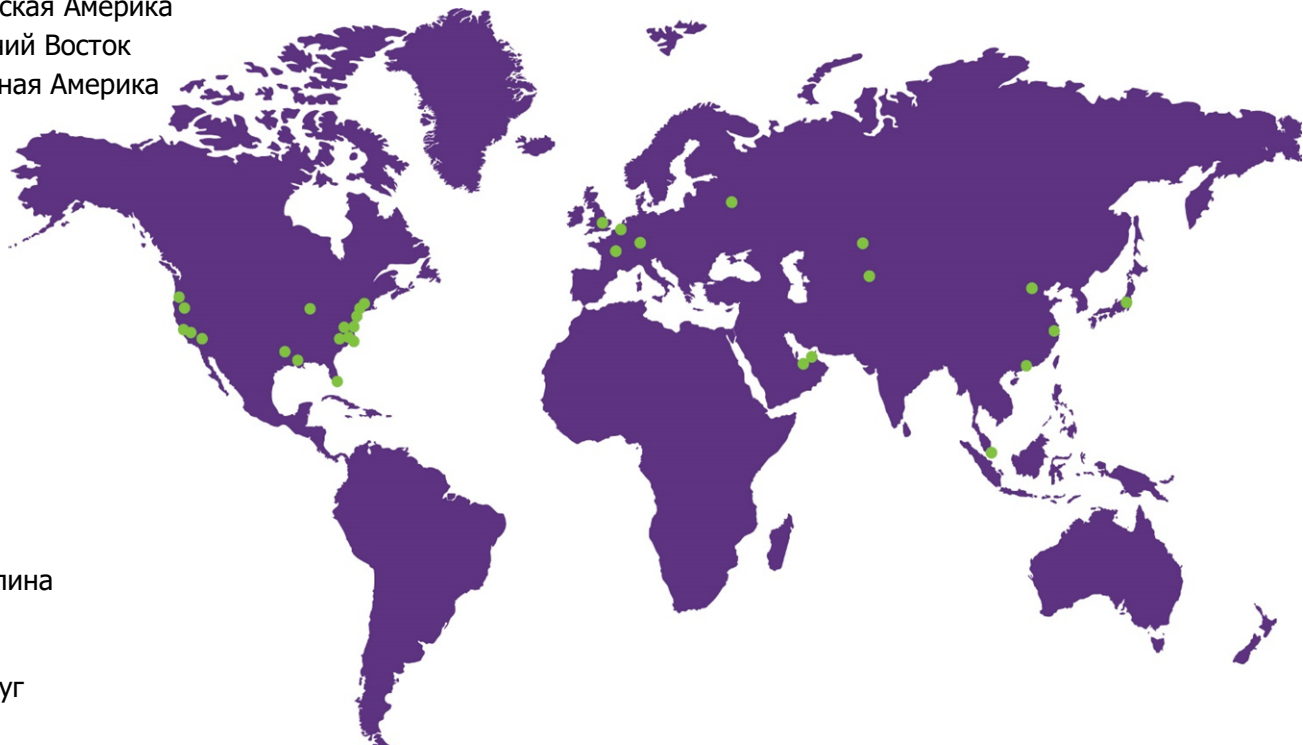 ская Америка
ний Восток
ная Америка
лина
уг